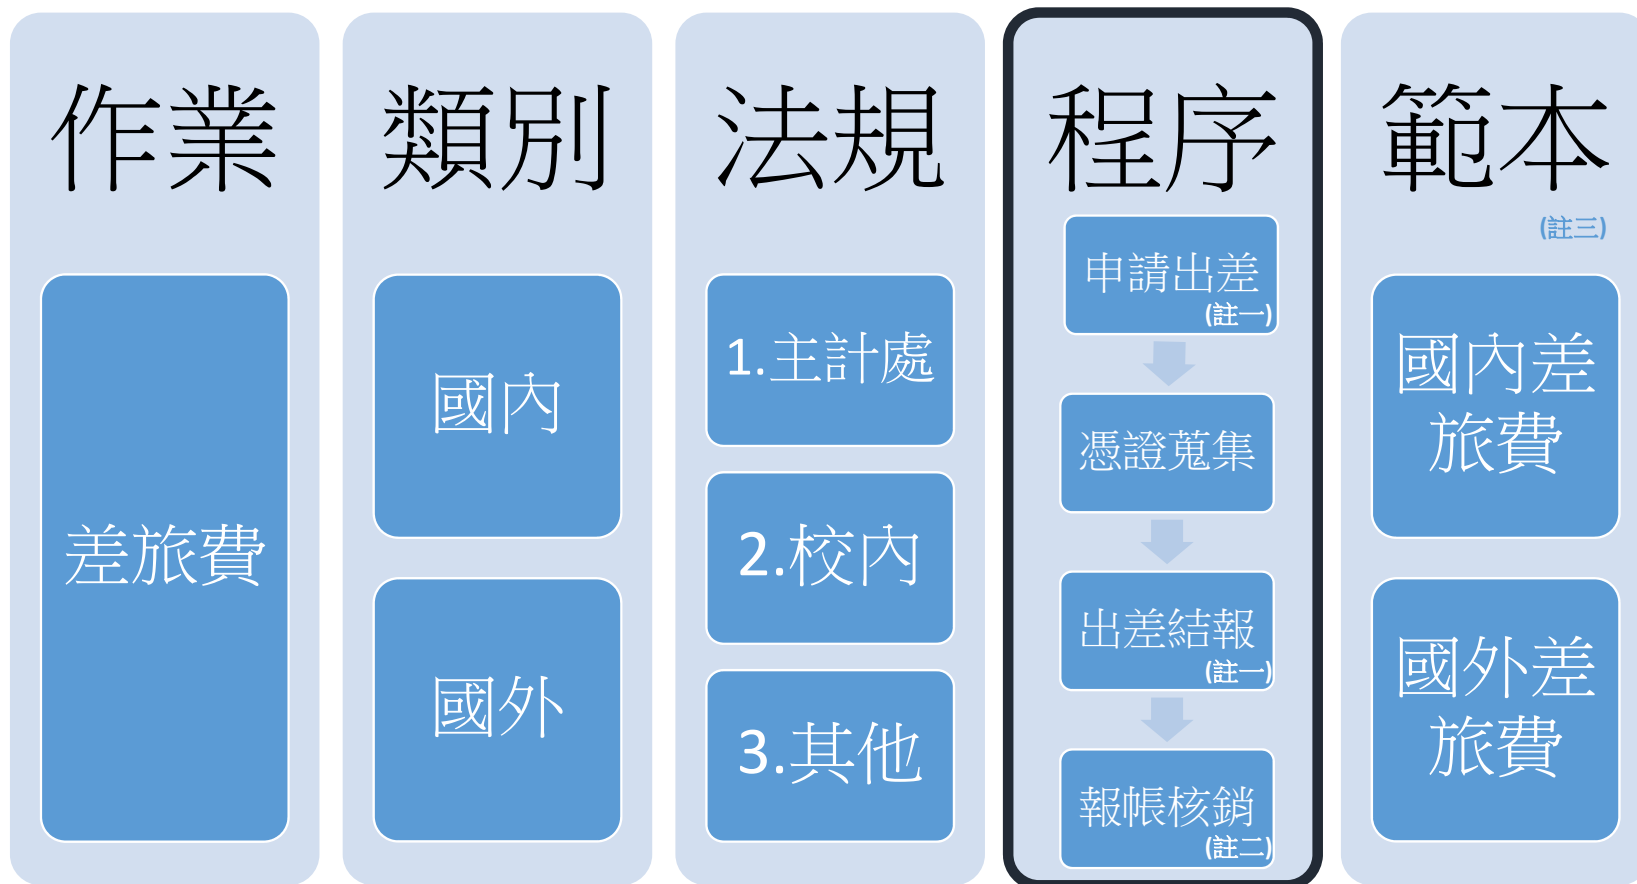 作業
差旅費
類別
國內
國外
法規
1.主計處
2.校內
3.其他
程序
申請出差
(註一)
憑證蒐集
出差結報
(註一)
報帳核銷
(註二)
範本
(註三)
國內差
旅費
國外差
旅費